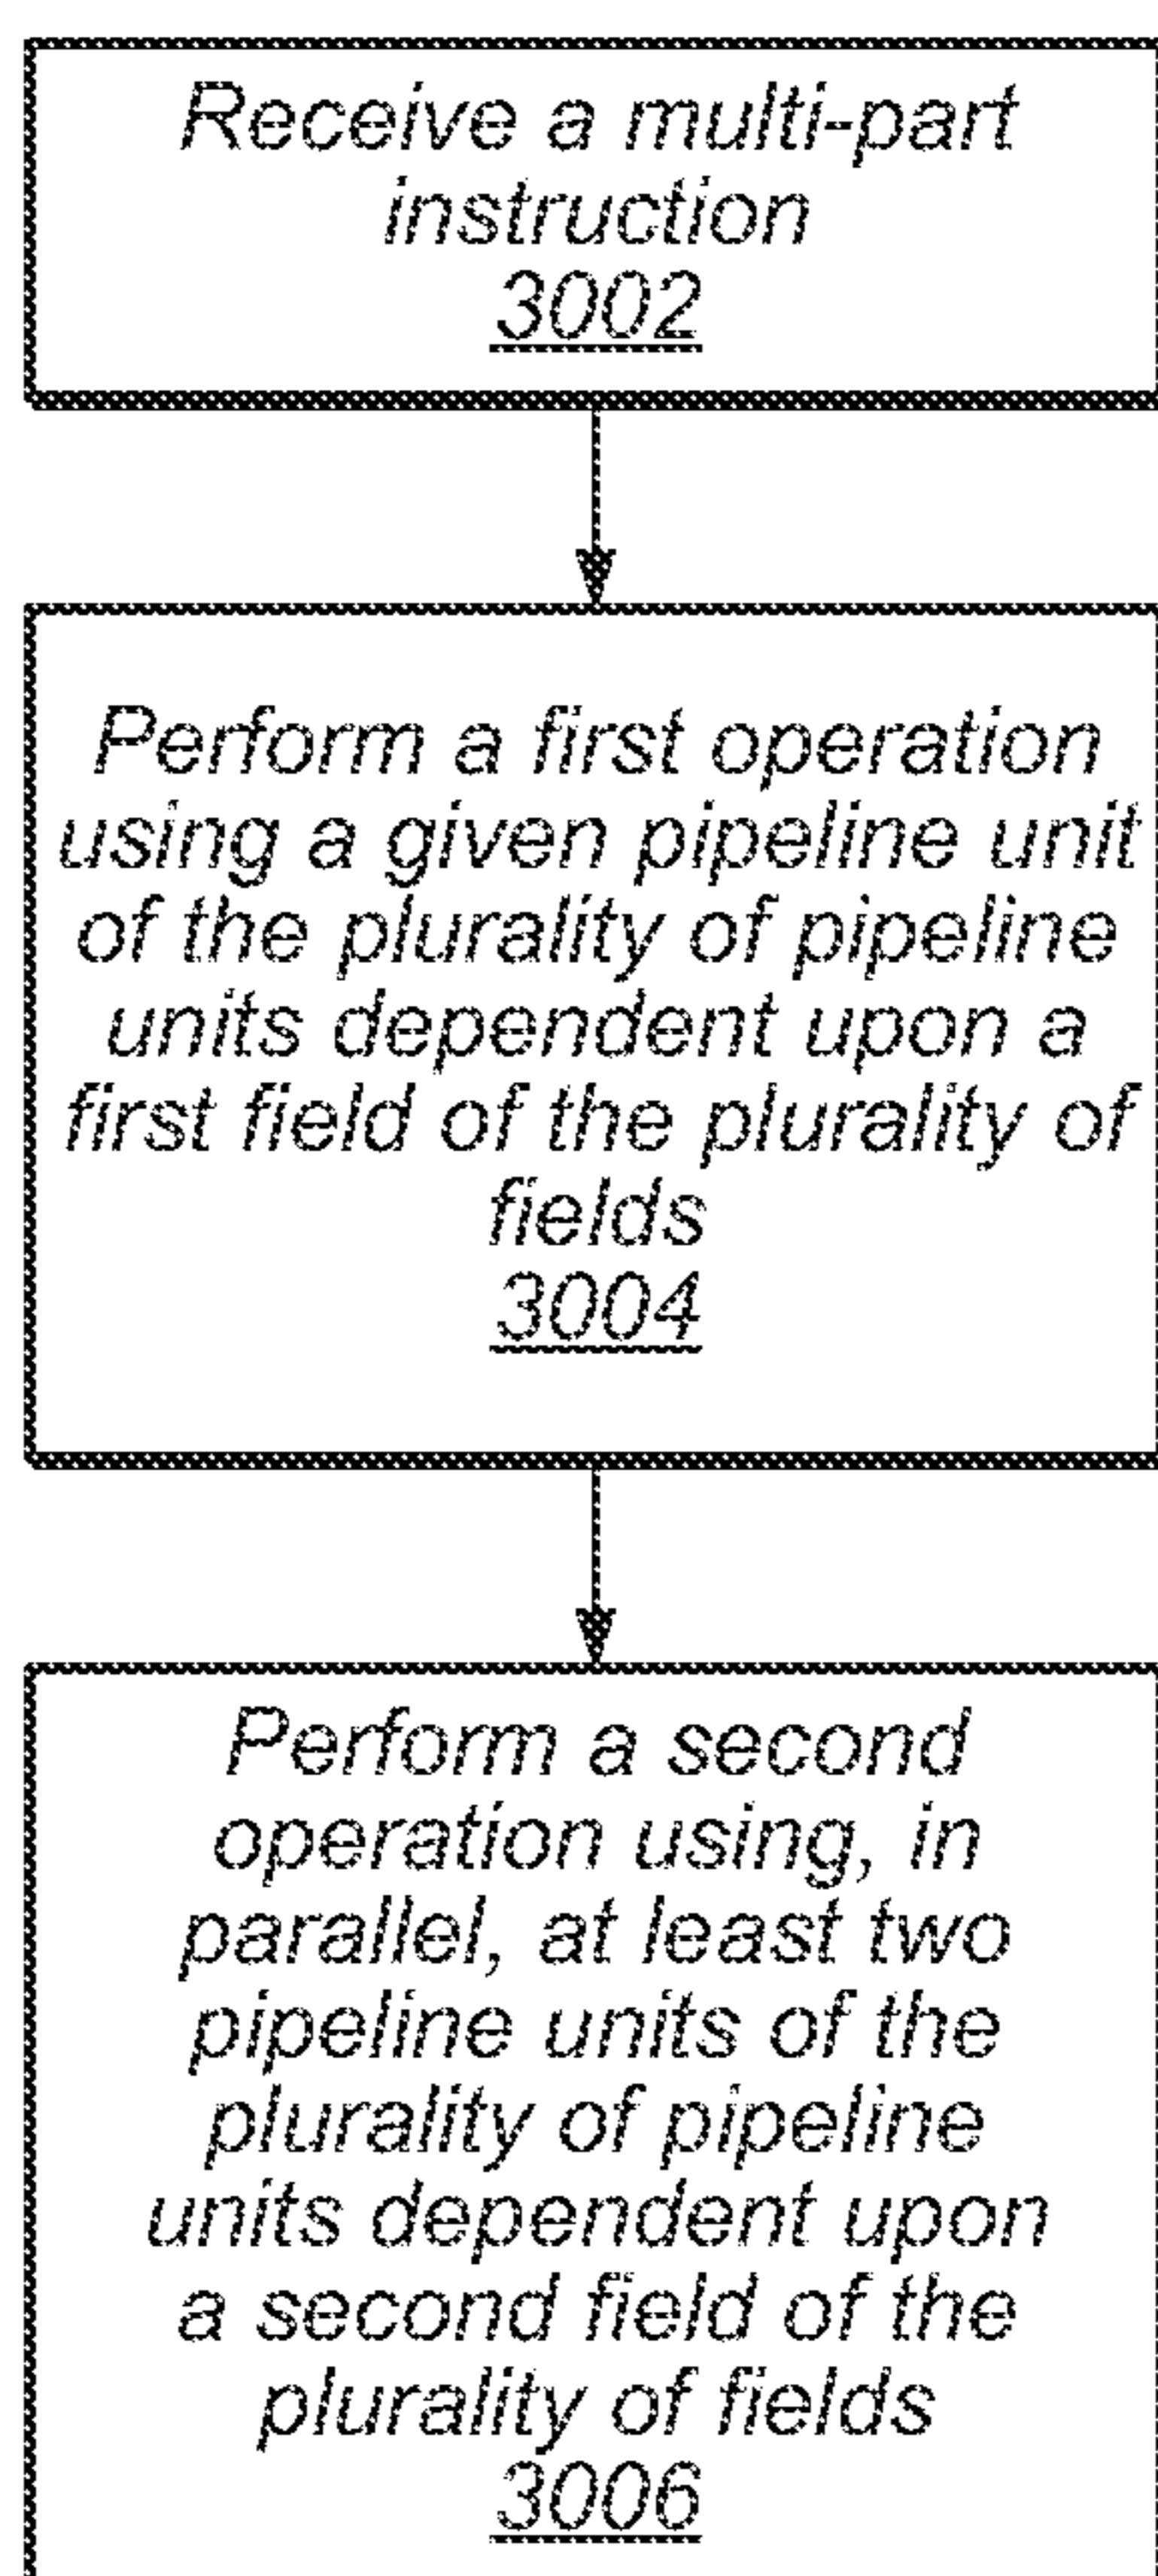 Receive a multi-part
instruction
3002
Perform a first operation
using a given pipeline unit
of the plurality of pipeline
units dependent upon a
first field of the plurality of
fields
3004
Perform a second
operation using, in
parallel, at least two
pipeline units of the
plurality of pipeline
units dependent upon
a second field of the
plurality of fields
3006